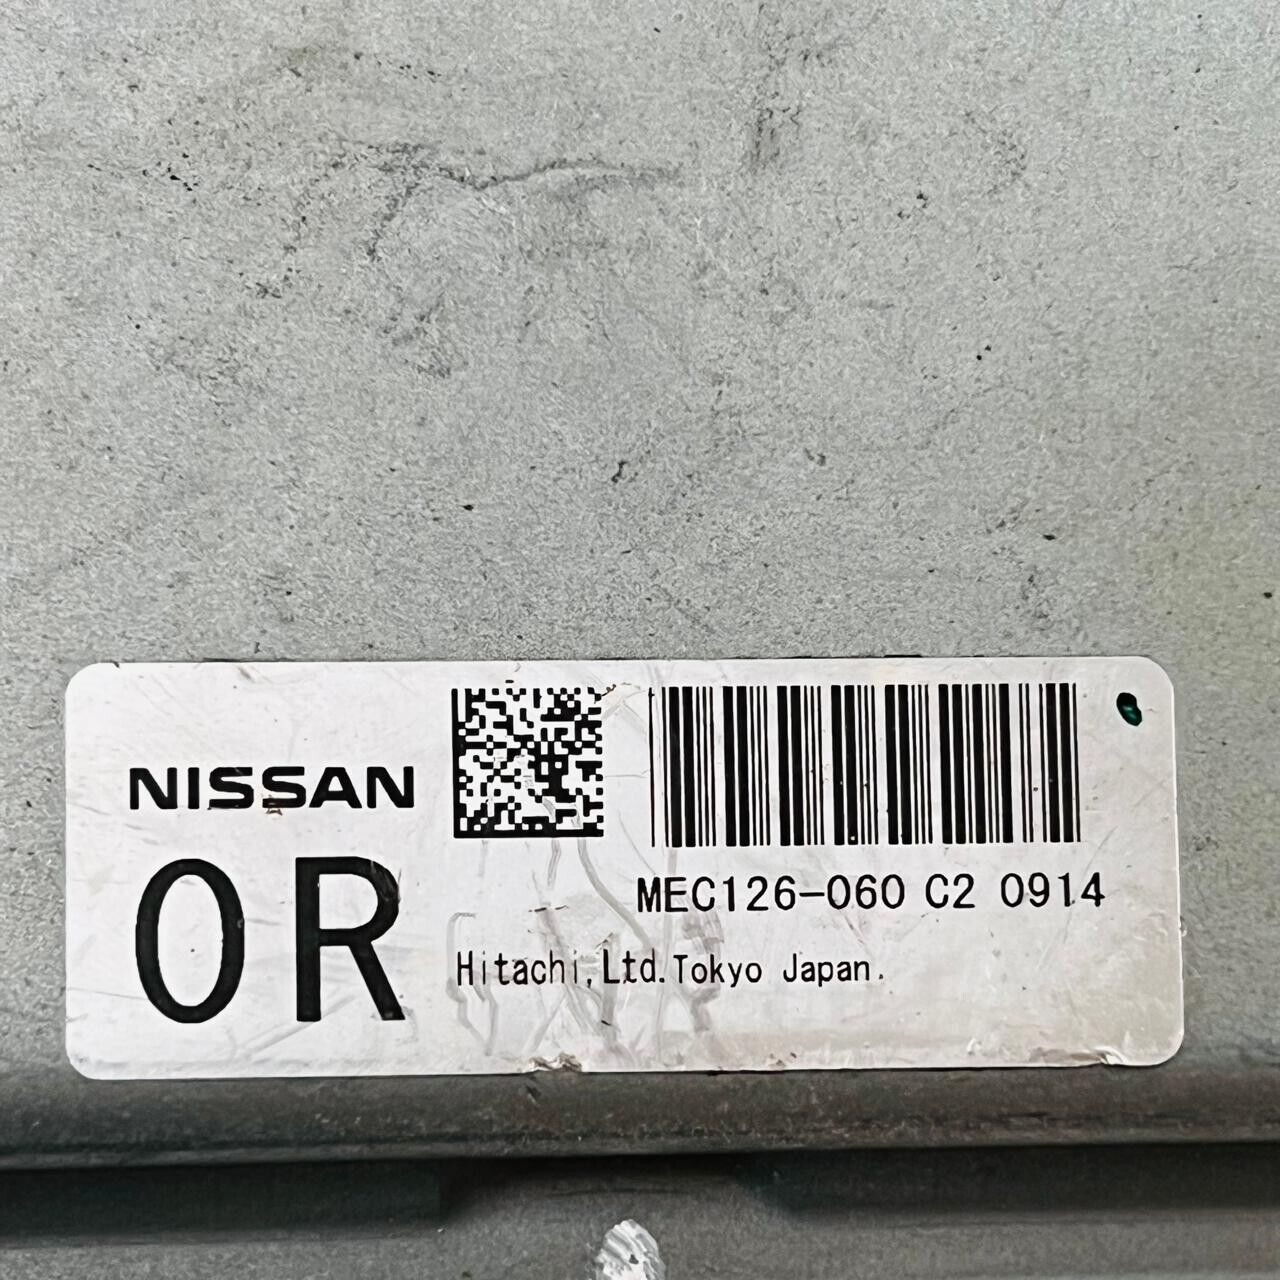 NISSAN
0R
MEC126-060 C2 0914
Hitachi,Ltd.Tokyo Japan.